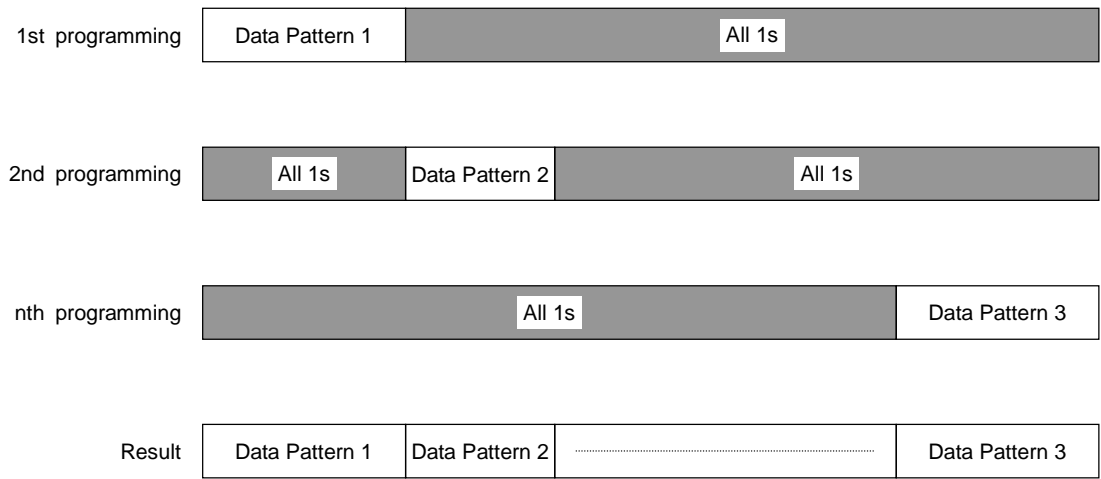 1st programming Data Pattern 1 All 1s
2nd programming All 1s Data Pattern 2 All 1s
nth programming All 1s Data Pattern 3
Result Data Pattern 1 Data Pattern 2 Data Pattern 3